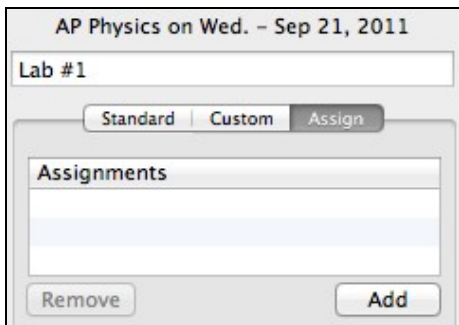 AP Physics on Wed. – Sep 21, 2011
Lab #1
Standard Custom Assign
Assignments
Remove Add